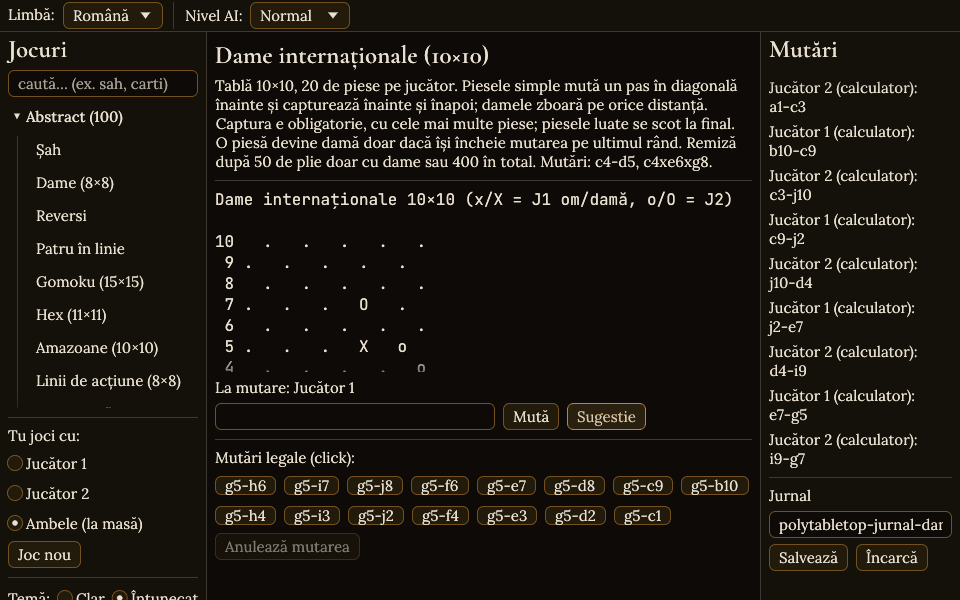 Limbă: Română ▼ Nivel AI: Normal ▼
Jocuri
caută... (ex. sah, carti)
▾ Abstract (100)
Șah
Dame (8×8)
Reversi
Patru în linie
Gomoku (15×15)
Hex (11×11)
Amazoane (10×10)
Linii de acțiune (8×8)
Tu joci cu:
Jucător 1
Jucător 2
Ambele (la masă)
Joc nou
Temă: Clar Întunecat
Dame internaționale (10×10)
Tablă 10×10, 20 de piese pe jucător. Piesele simple mută un pas în diagonală
înainte și capturează înainte și înapoi; damele zboară pe orice distanță.
Captura e obligatorie, cu cele mai multe piese; piesele luate se scot la final.
O piesă devine damă doar dacă își încheie mutarea pe ultimul rând. Remiză
după 50 de plie doar cu dame sau 400 în total. Mutări: c4-d5, c4xe6xg8.
Dame internaționale 10×10 (x/X = J1 om/damă, o/O = J2)
10   .   .   .   .   .
9 .   .   .   .   .
8   .   .   .   .   .
7 .   .   .   O   .
6   .   .   .   .   .
5 .   .   .   X   o
4   .   .   .   .   o
La mutare: Jucător 1
Mută Sugestie
Mutări legale (click):
g5-h6 g5-i7 g5-j8 g5-f6 g5-e7 g5-d8 g5-c9 g5-b10
g5-h4 g5-i3 g5-j2 g5-f4 g5-e3 g5-d2 g5-c1
Anulează mutarea
Mutări
Jucător 2 (calculator):
a1-c3
Jucător 1 (calculator):
b10-c9
Jucător 2 (calculator):
c3-j10
Jucător 1 (calculator):
c9-j2
Jucător 2 (calculator):
j10-d4
Jucător 1 (calculator):
j2-e7
Jucător 2 (calculator):
d4-i9
Jucător 1 (calculator):
e7-g5
Jucător 2 (calculator):
i9-g7
Jurnal
polytabletop-jurnal-dar
Salvează Încarcă